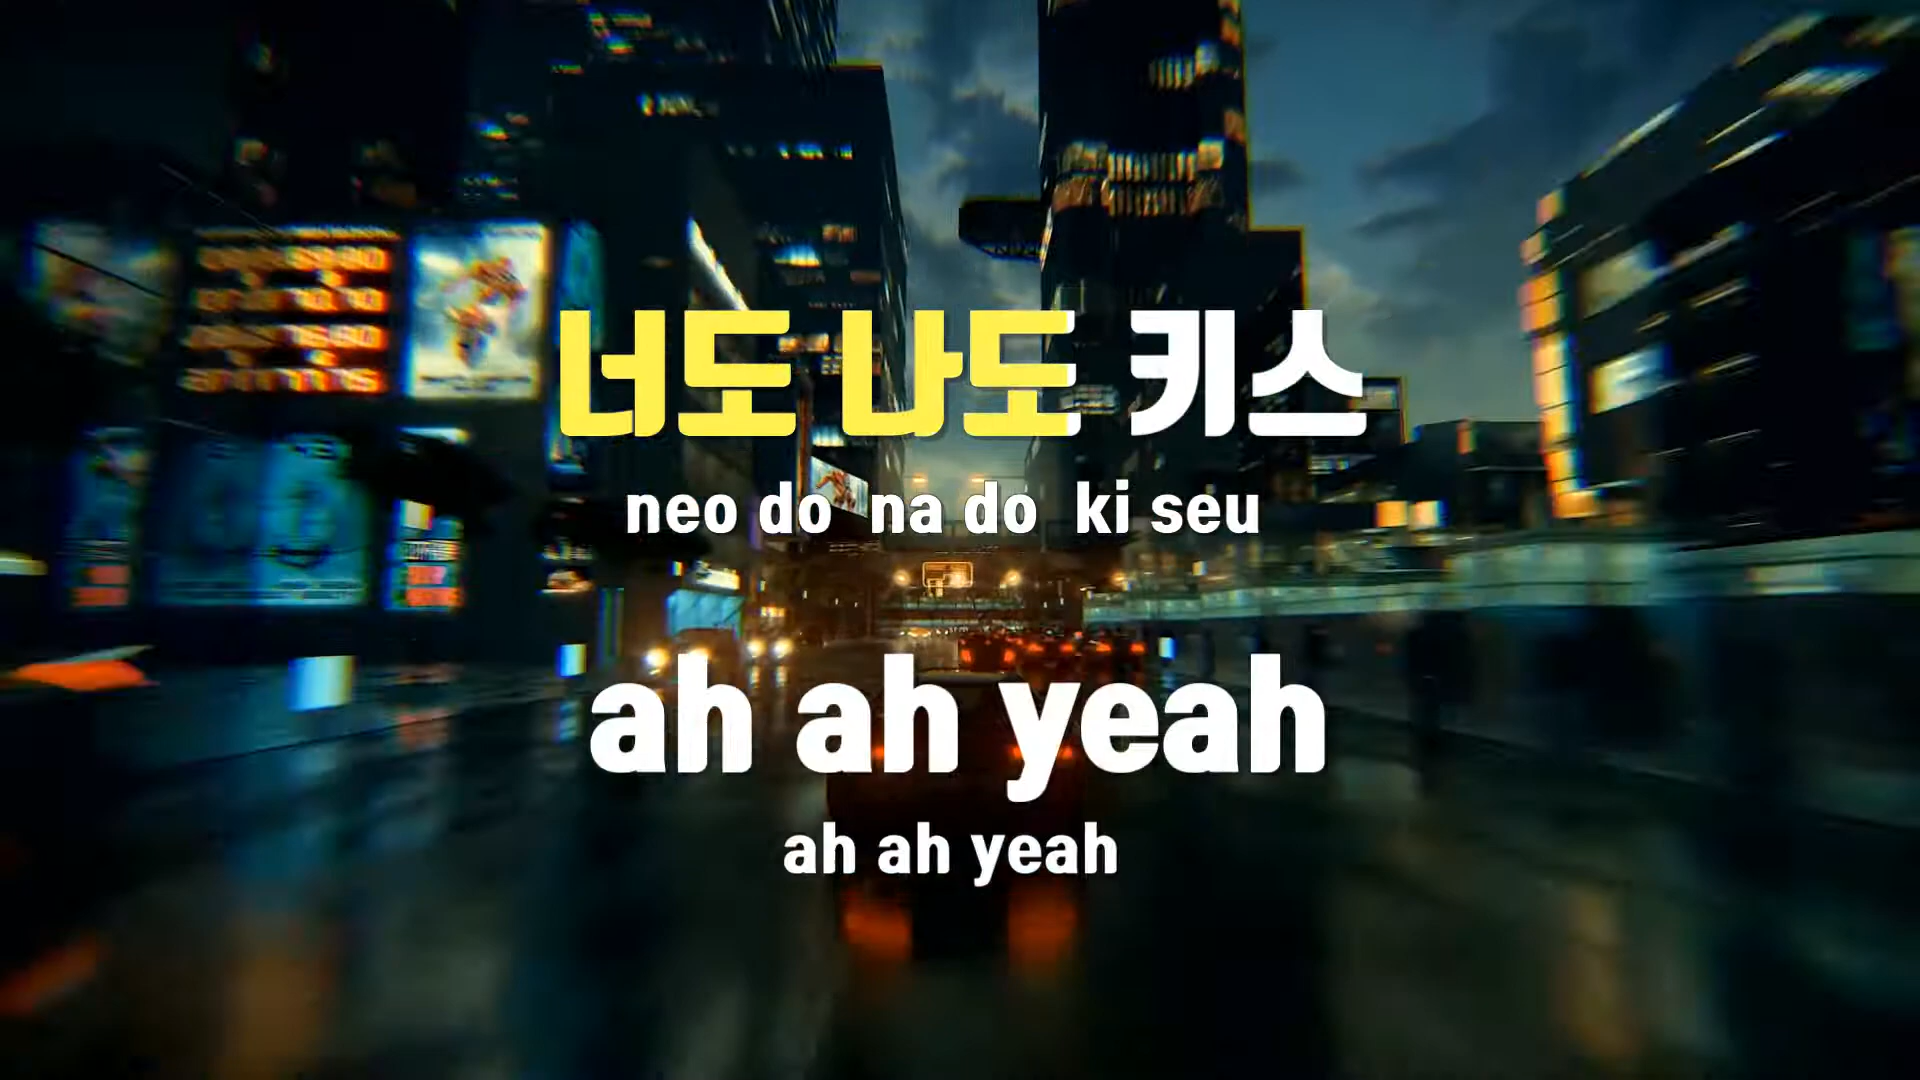 너도 나도 키스
neo do na do ki seu
ah ah yeah
ah ah yeah